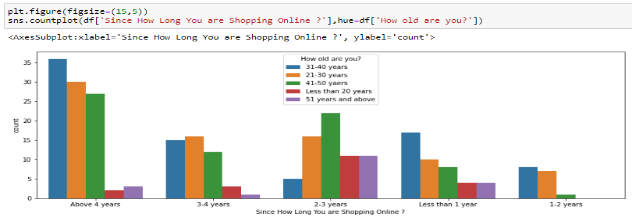 plt.figure(figsize=(15,5))
sns.countplot(df['Since How Long You are Shopping Online ?'],hue=df['How old are you?'])
<AxesSubplot:xlabel='Since How Long You are Shopping Online ?', ylabel='count'>
How old are you?
31-40 years
21-30 years
41-50 yaers
Less than 20 years
51 years and above
35
30
25
20
15
10
5
0
count
Above 4 years 3-4 years 2-3 years Less than 1 year 1-2 years
Since How Long You are Shopping Online ?